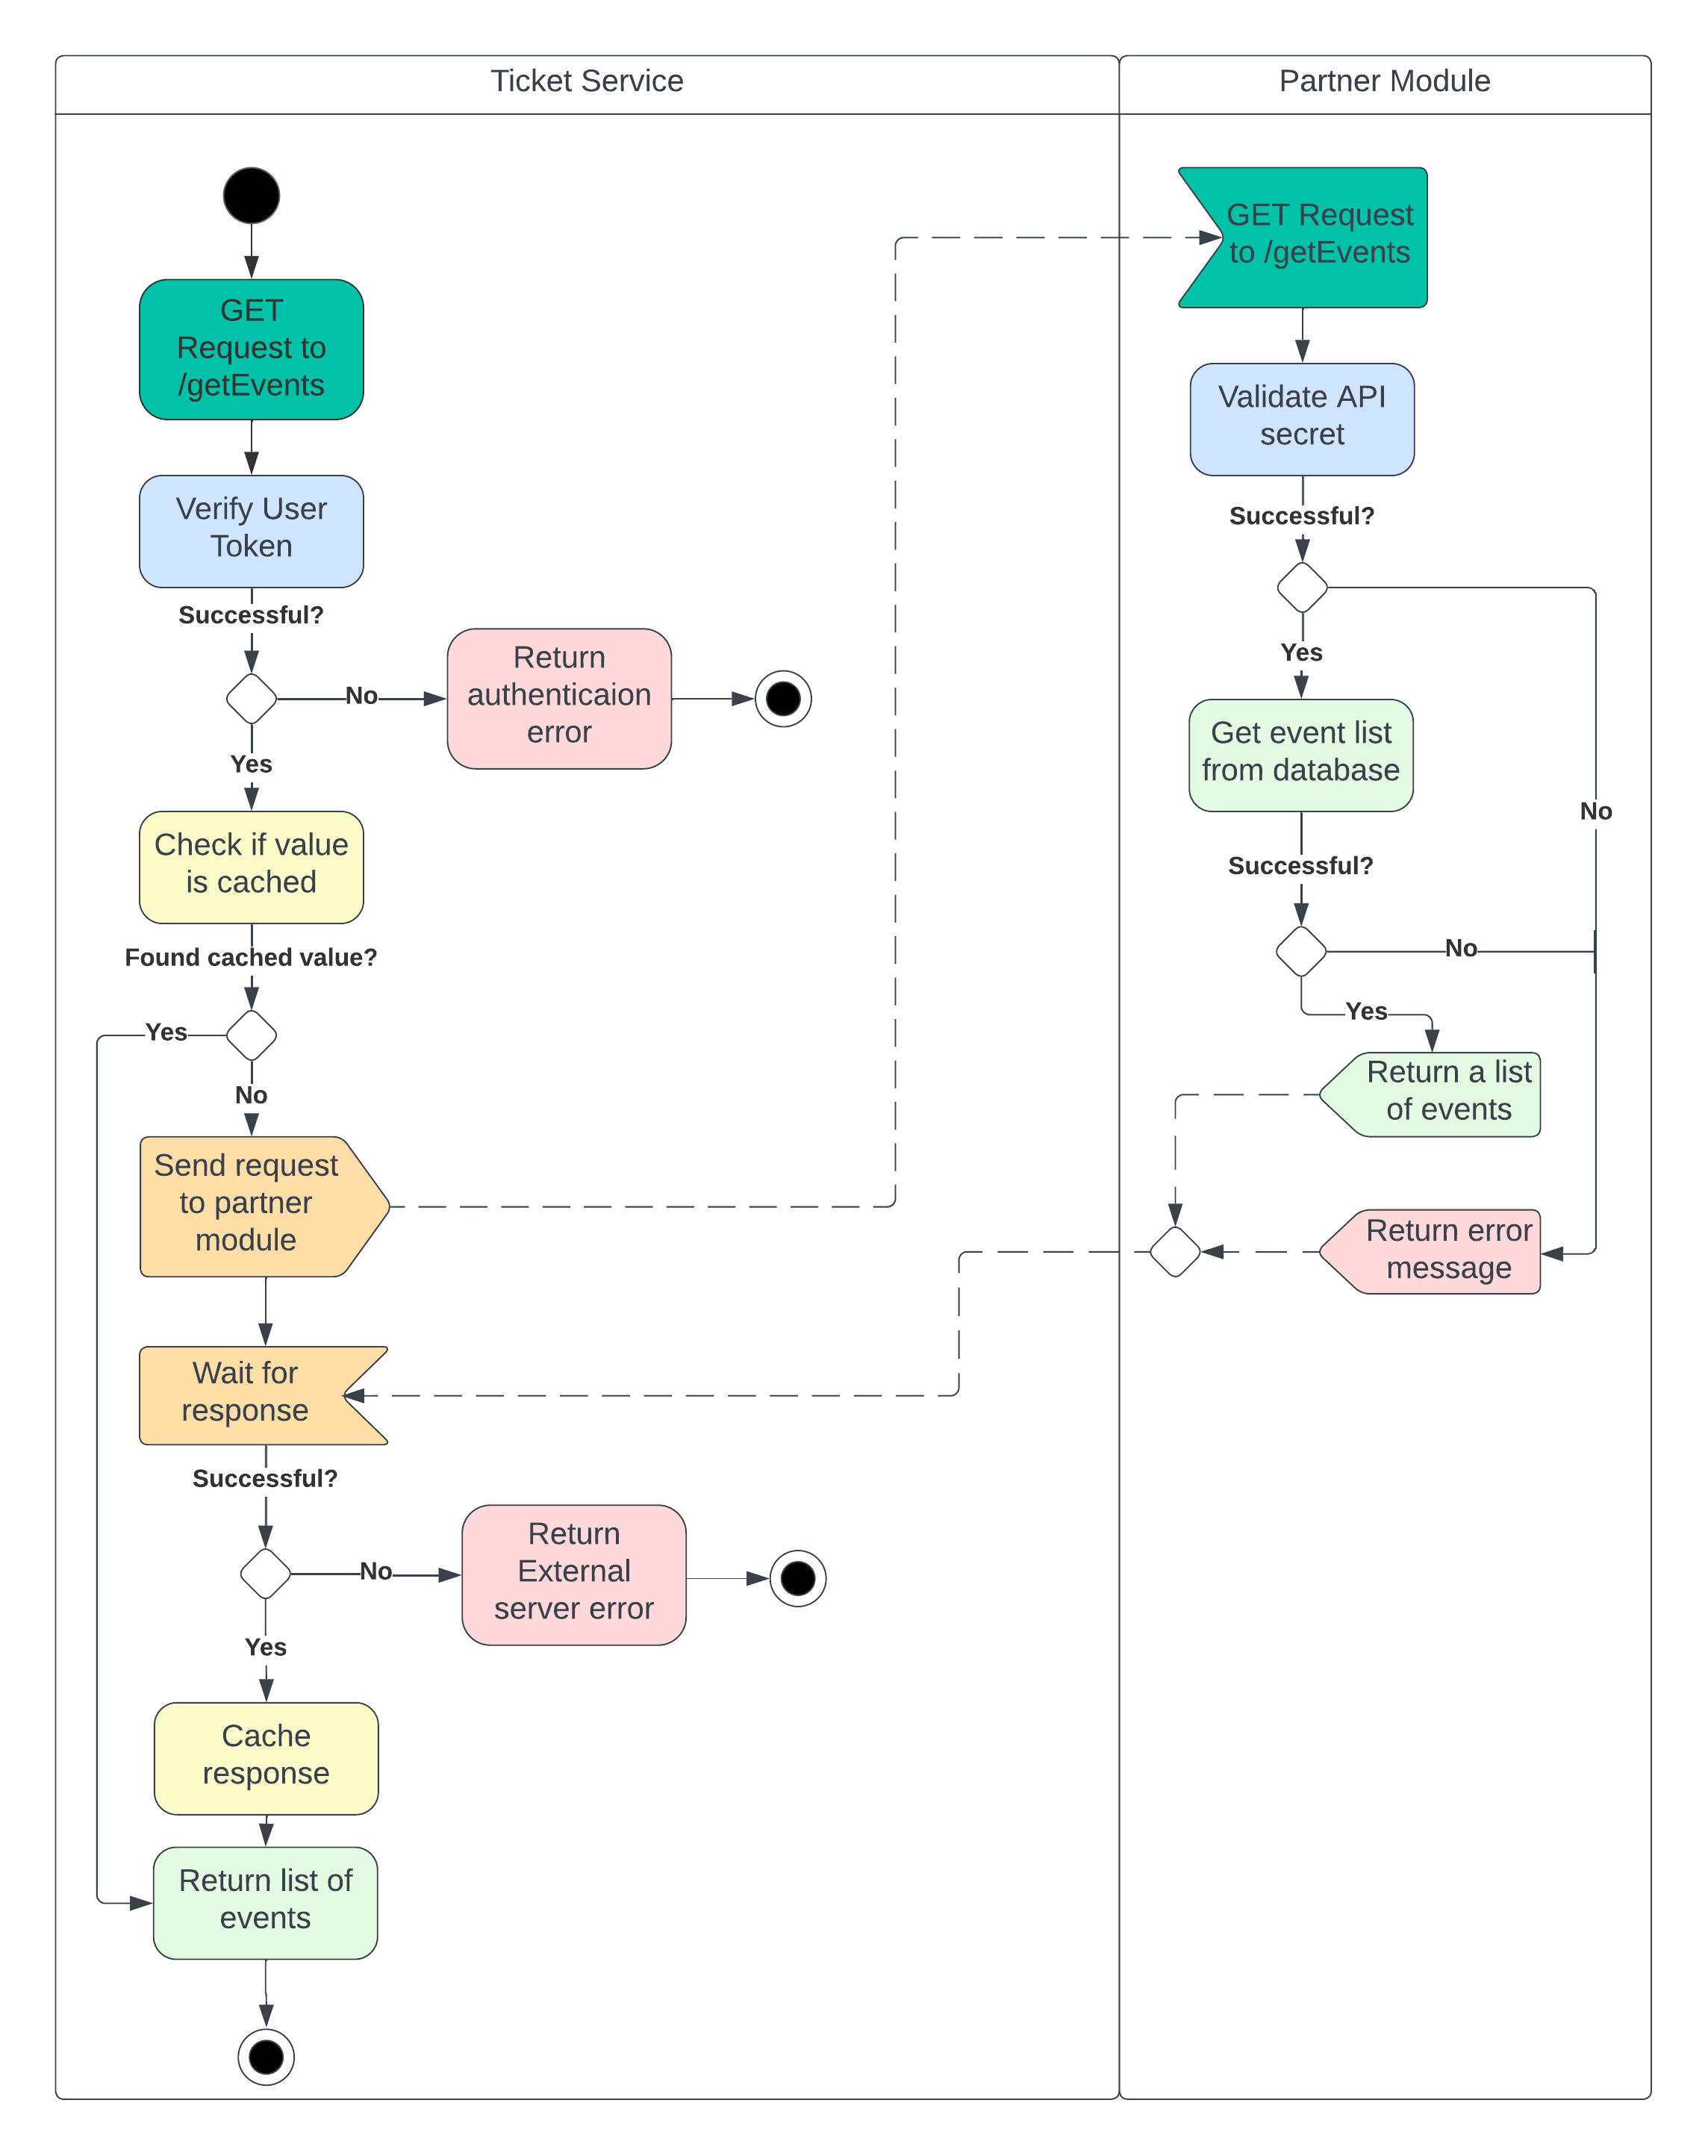 Ticket Service
Partner Module
GET
Request to
/getEvents
Verify User
Token
Successful?
No
Return
authenticaion
error
Yes
Check if value
is cached
Found cached value?
Yes
No
Send request
to partner
module
Wait for
response
Successful?
No
Return
External
server error
Yes
Cache
response
Return list of
events
GET Request
to /getEvents
Validate API
secret
Successful?
Yes
No
Get event list
from database
Successful?
No
Yes
Return a list
of events
Return error
message